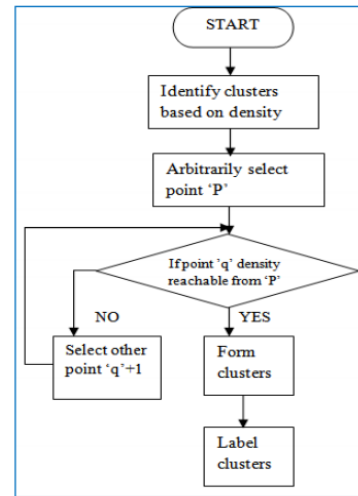 START
Identify clusters
based on density
Arbitrarily select
point 'P'
If point 'q' density
reachable from 'P'
NO
YES
Select other
point 'q'+1
Form
clusters
Label
clusters